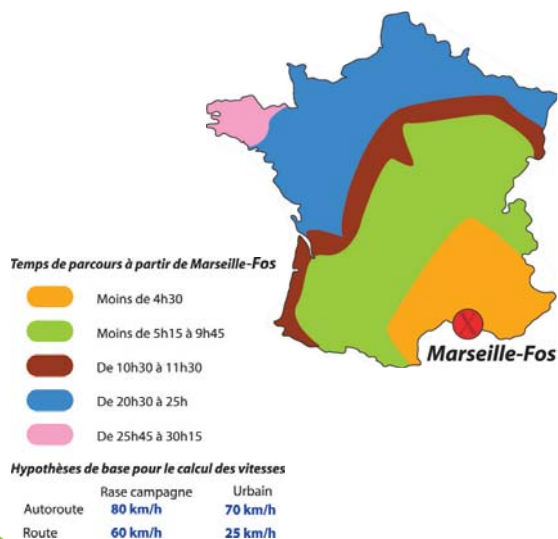 Marseille-Fos
Temps de parcours à partir de Marseille-Fos
Moins de 4h30
Moins de 5h15 à 9h45
De 10h30 à 11h30
De 20h30 à 25h
De 25h45 à 30h15
Hypothèses de base pour le calcul des vitesses
Rase campagne Urbain
Autoroute 80 km/h 70 km/h
Route 60 km/h 25 km/h